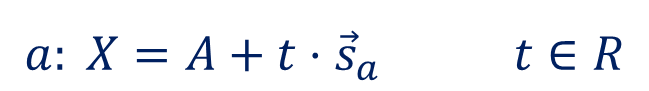 a: X = A + t · s⃗ₐ t ∈ R